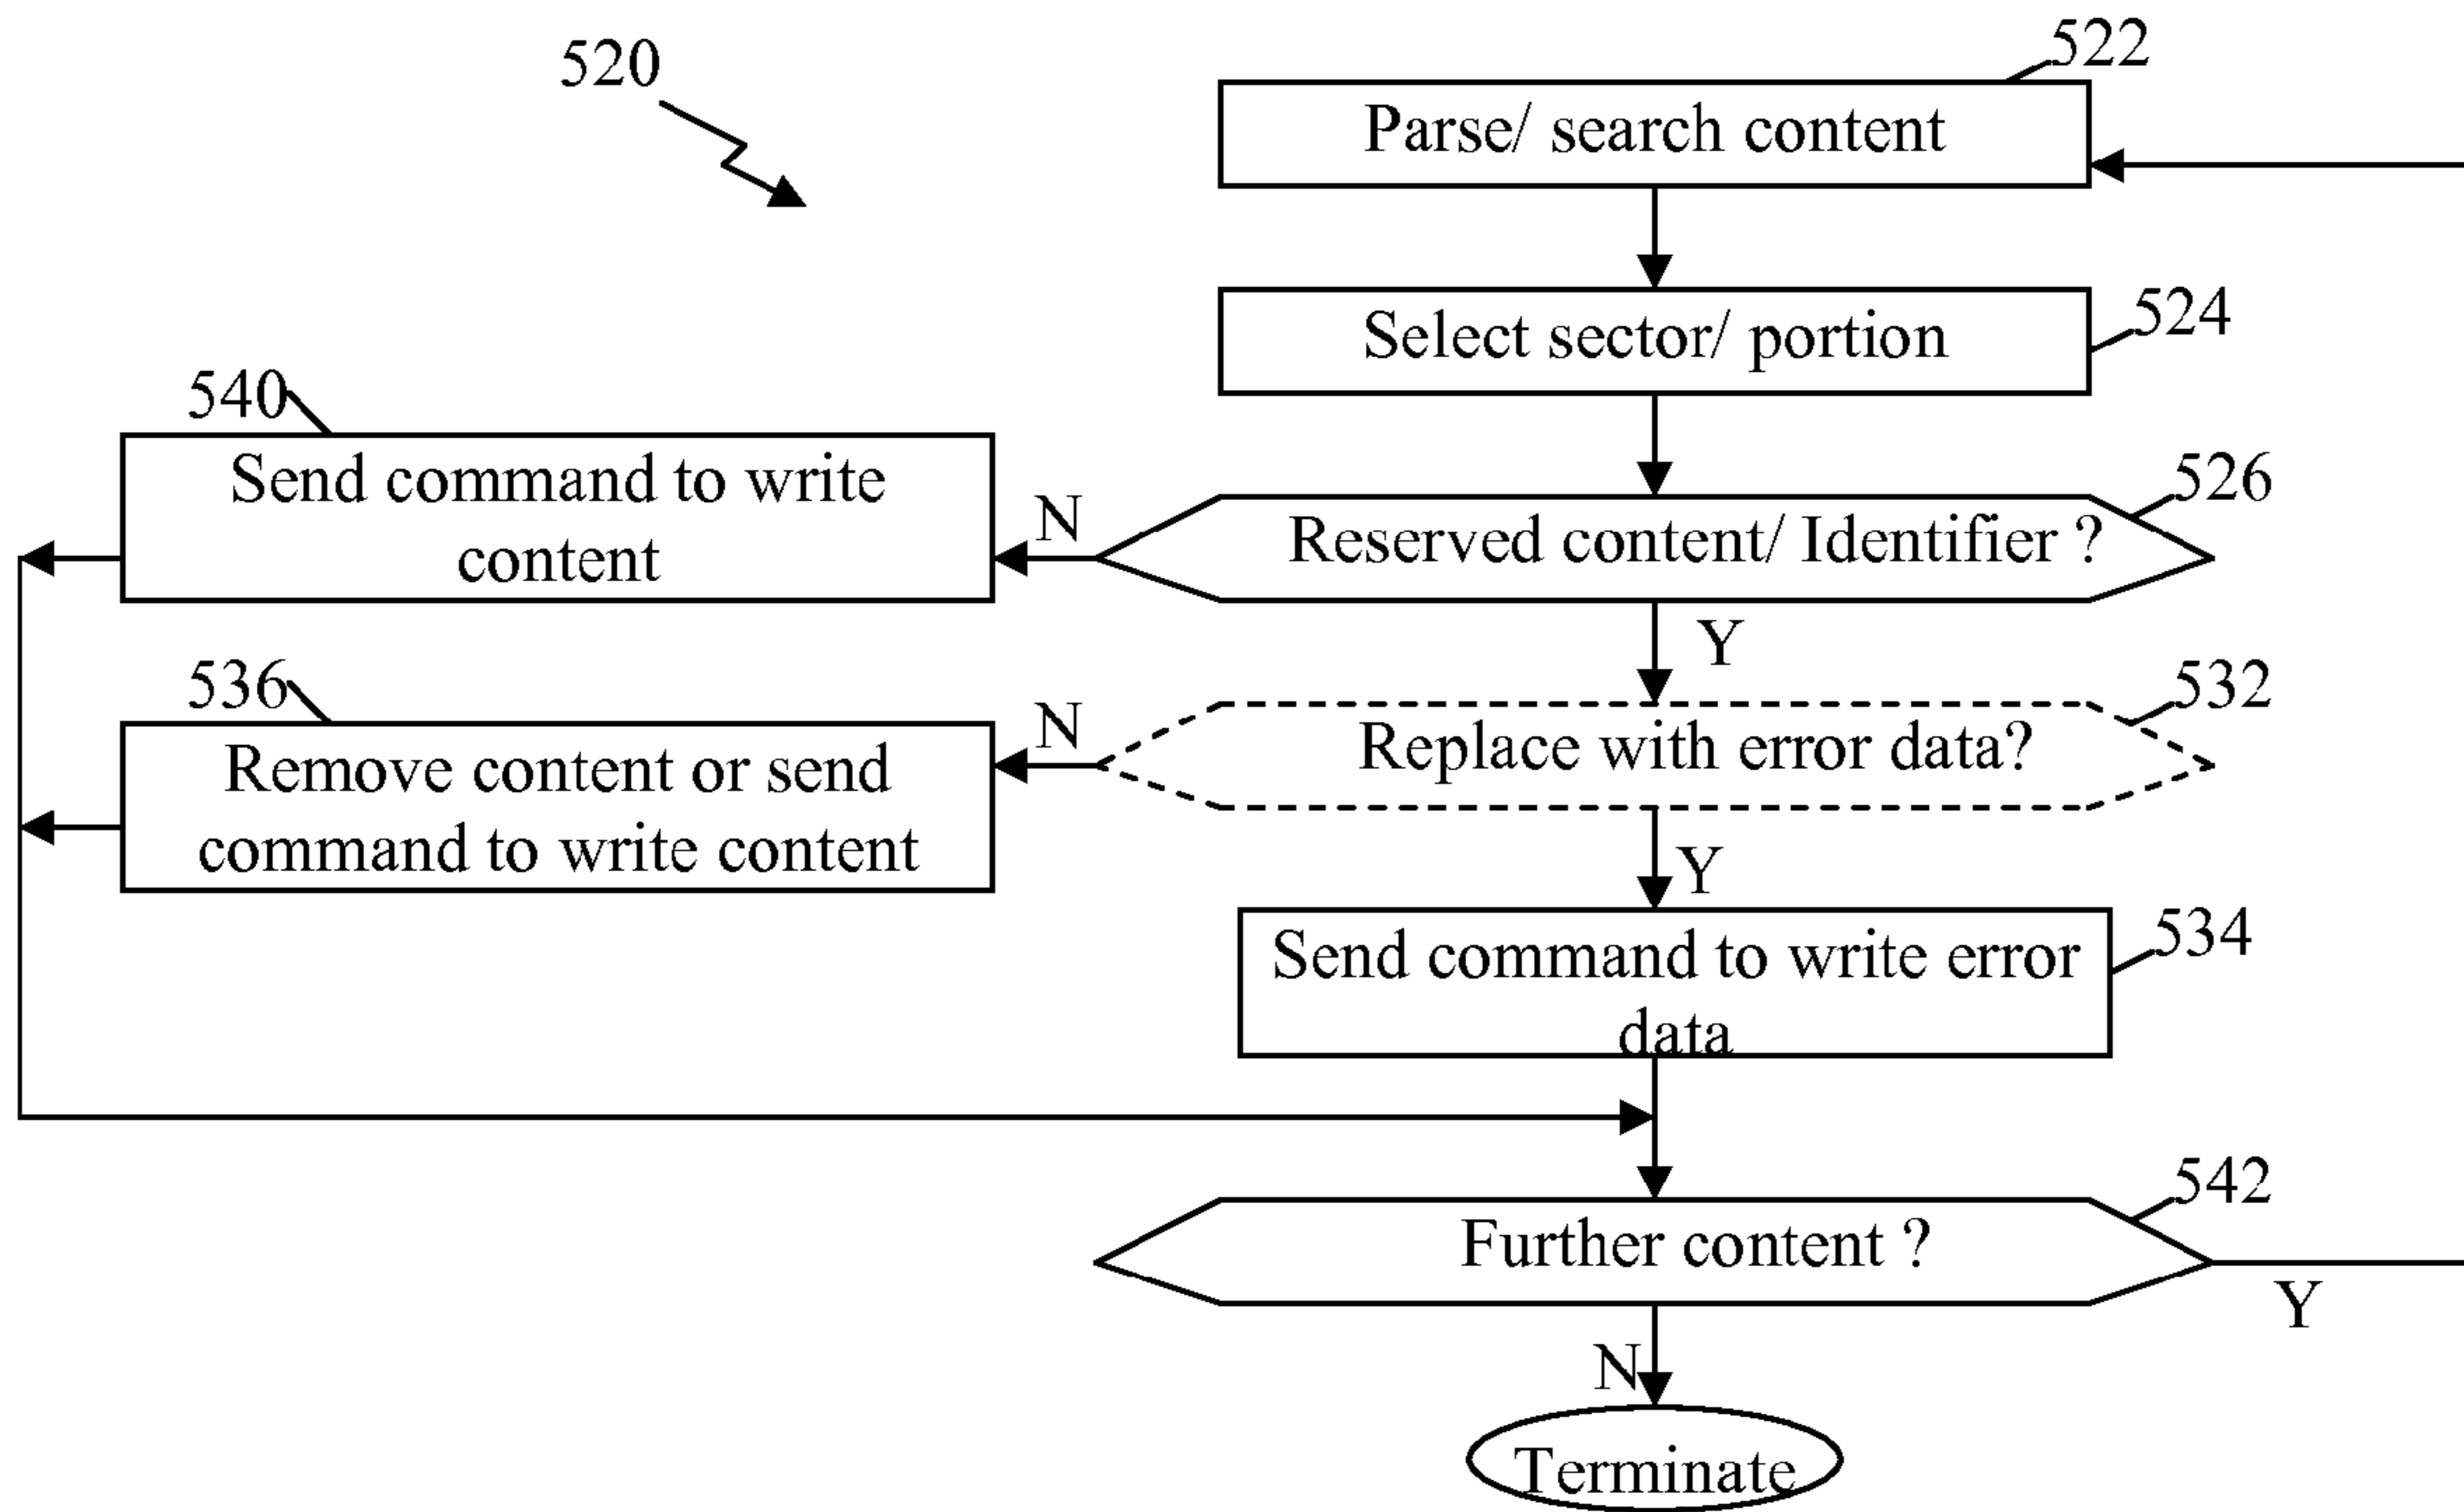 520
522
Parse/ search content
Select sector/ portion
524
540
Send command to write
content
N
Reserved content/ Identifier ?
526
Y
536
Remove content or send
command to write content
N
Replace with error data?
532
Y
Send command to write error
data
534
Further content ?
542
Y
N
Terminate